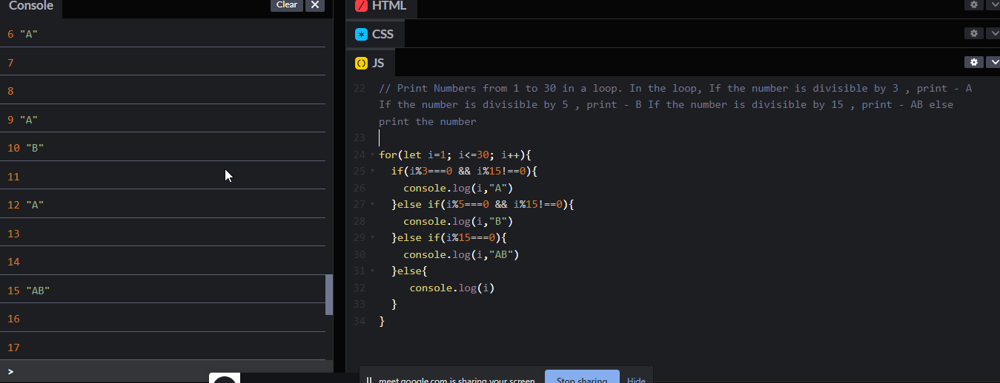 Console
Clear
6 "A"
7
8
9 "A"
10 "B"
11
12 "A"
13
14
15 "AB"
16
17
>
HTML
CSS
JS
22 // Print Numbers from 1 to 30 in a loop. In the loop, If the number is divisible by 3 , print - A
If the number is divisible by 5 , print - B If the number is divisible by 15 , print - AB else
print the number
23
24 for(let i=1; i<=30; i++){
25 if(i%3===0 && i%15!==0){
26 console.log(i,"A")
27 }else if(i%5===0 && i%15!==0){
28 console.log(i,"B")
29 }else if(i%15===0){
30 console.log(i,"AB")
31 }else{
32 console.log(i)
33 }
34 }
meet.google.com is sharing your screen.
Stop sharing
Hide